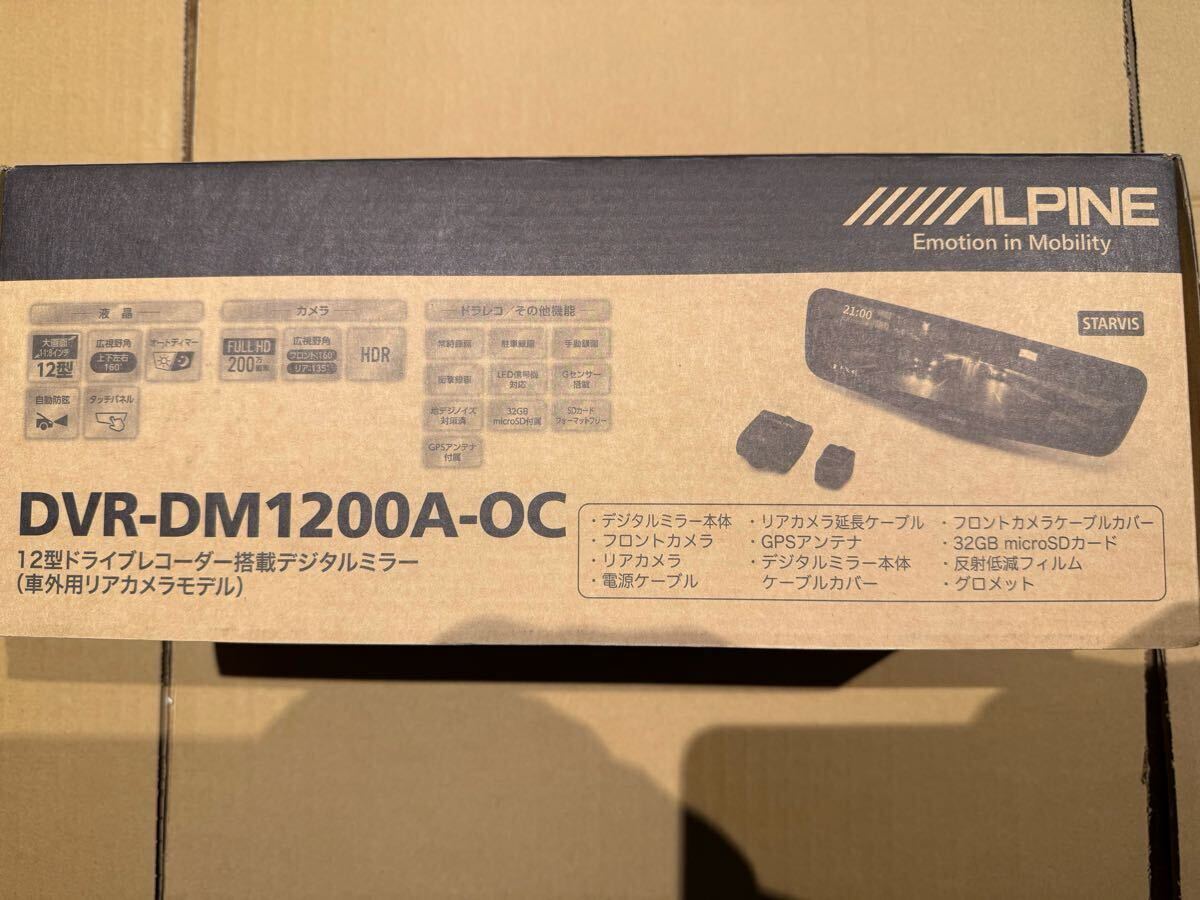 ALPINE
Emotion in Mobility
液晶
大画面
11.8インチ
12型
広視野角
上下左右
160°
オートディマー
自動防眩
タッチパネル
カメラ
FULL HD
200万画素
広視野角
フロント:160°
リア:135°
HDR
ドラレコ/その他機能
常時録画
駐車録画
手動録画
衝撃録画
LED信号機
対応
Gセンサー
搭載
地デジノイズ
対策済
32GB
microSD付属
SDカード
フォーマットフリー
GPSアンテナ
付属
21:00
STARVIS
DVR-DM1200A-OC
12型ドライブレコーダー搭載デジタルミラー
(車外用リアカメラモデル)
・デジタルミラー本体
・フロントカメラ
・リアカメラ
・電源ケーブル
・リアカメラ延長ケーブル
・GPSアンテナ
・デジタルミラー本体
ケーブルカバー
・フロントカメラケーブルカバー
・32GB microSDカード
・反射低減フィルム
・グロメット